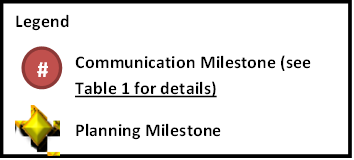 Legend
#
Communication Milestone (see
Table 1 for details)
Planning Milestone